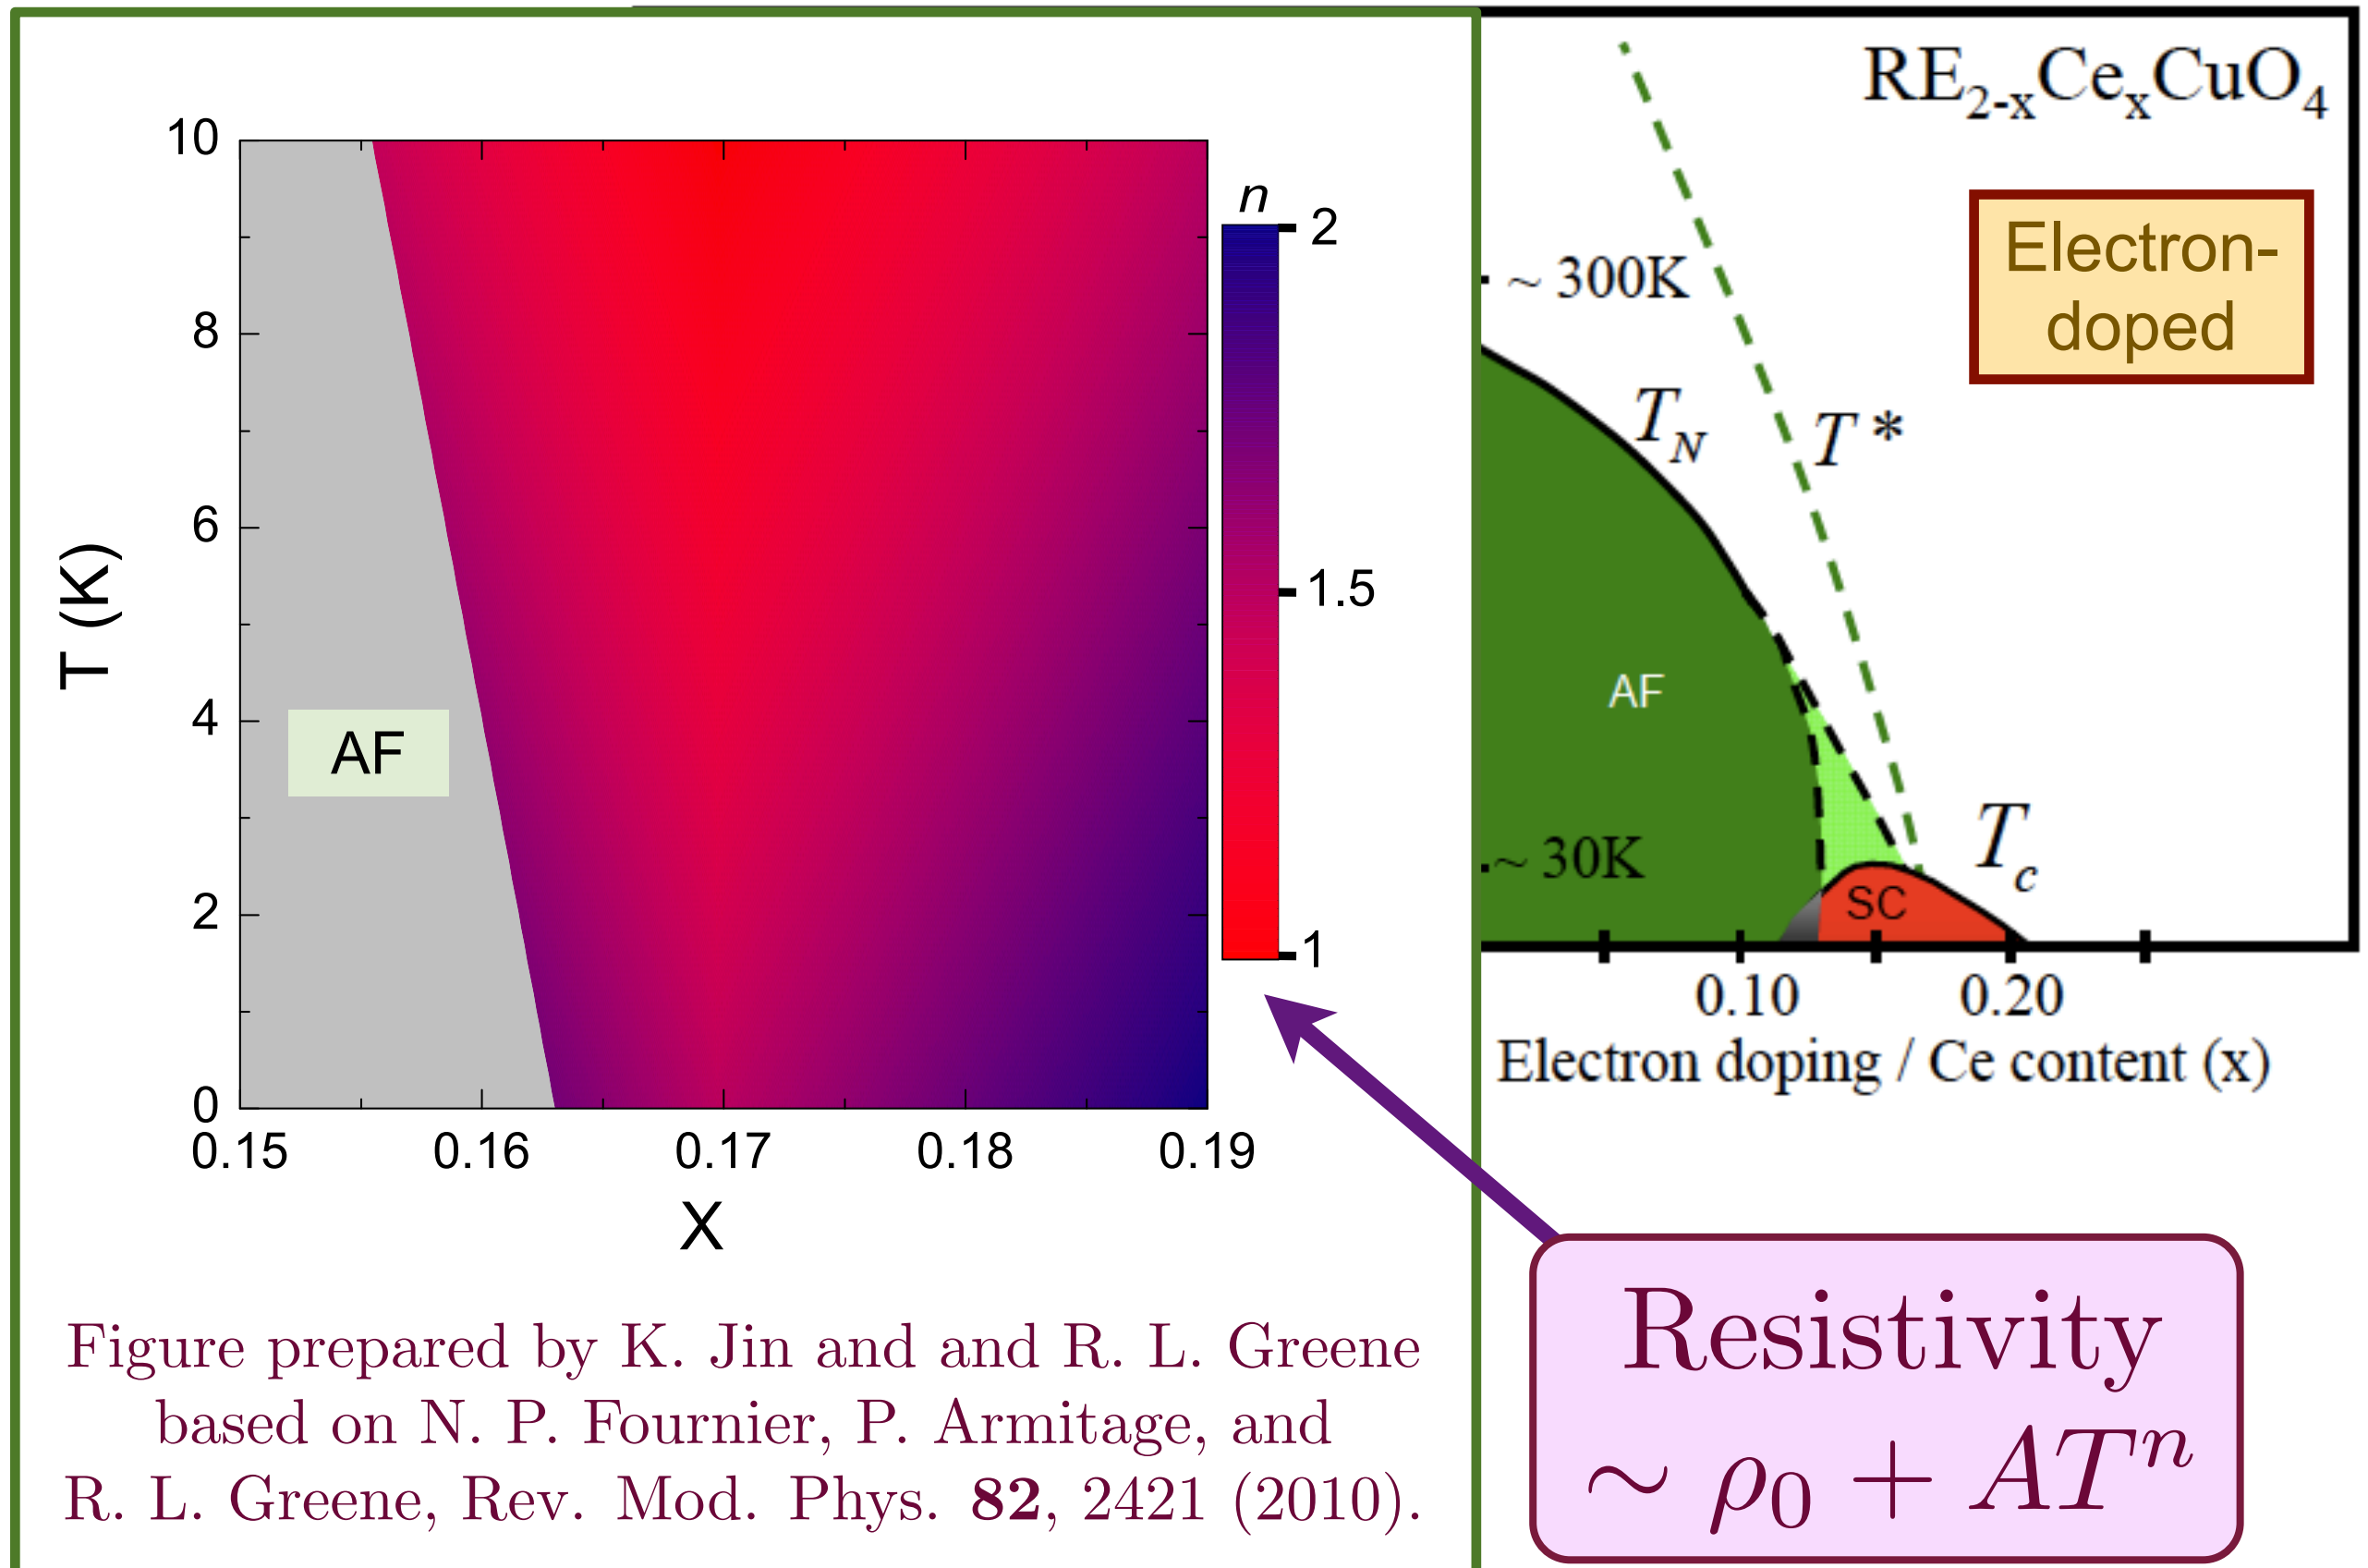 10
8
6
4
2
0
T (K)
AF
0.15 0.16 0.17 0.18 0.19
X
n
2
1.5
1
Figure prepared by K. Jin and and R. L. Greene
based on N. P. Fournier, P. Armitage, and
R. L. Greene, Rev. Mod. Phys. 82, 2421 (2010).
RE₂₋ₓCeₓCuO₄
Electron-
doped
~ 300K
T_N
T*
AF
~ 30K
T_c
SC
0.10 0.20
Electron doping / Ce content (x)
Resistivity
∼ ρ₀ + ATⁿ